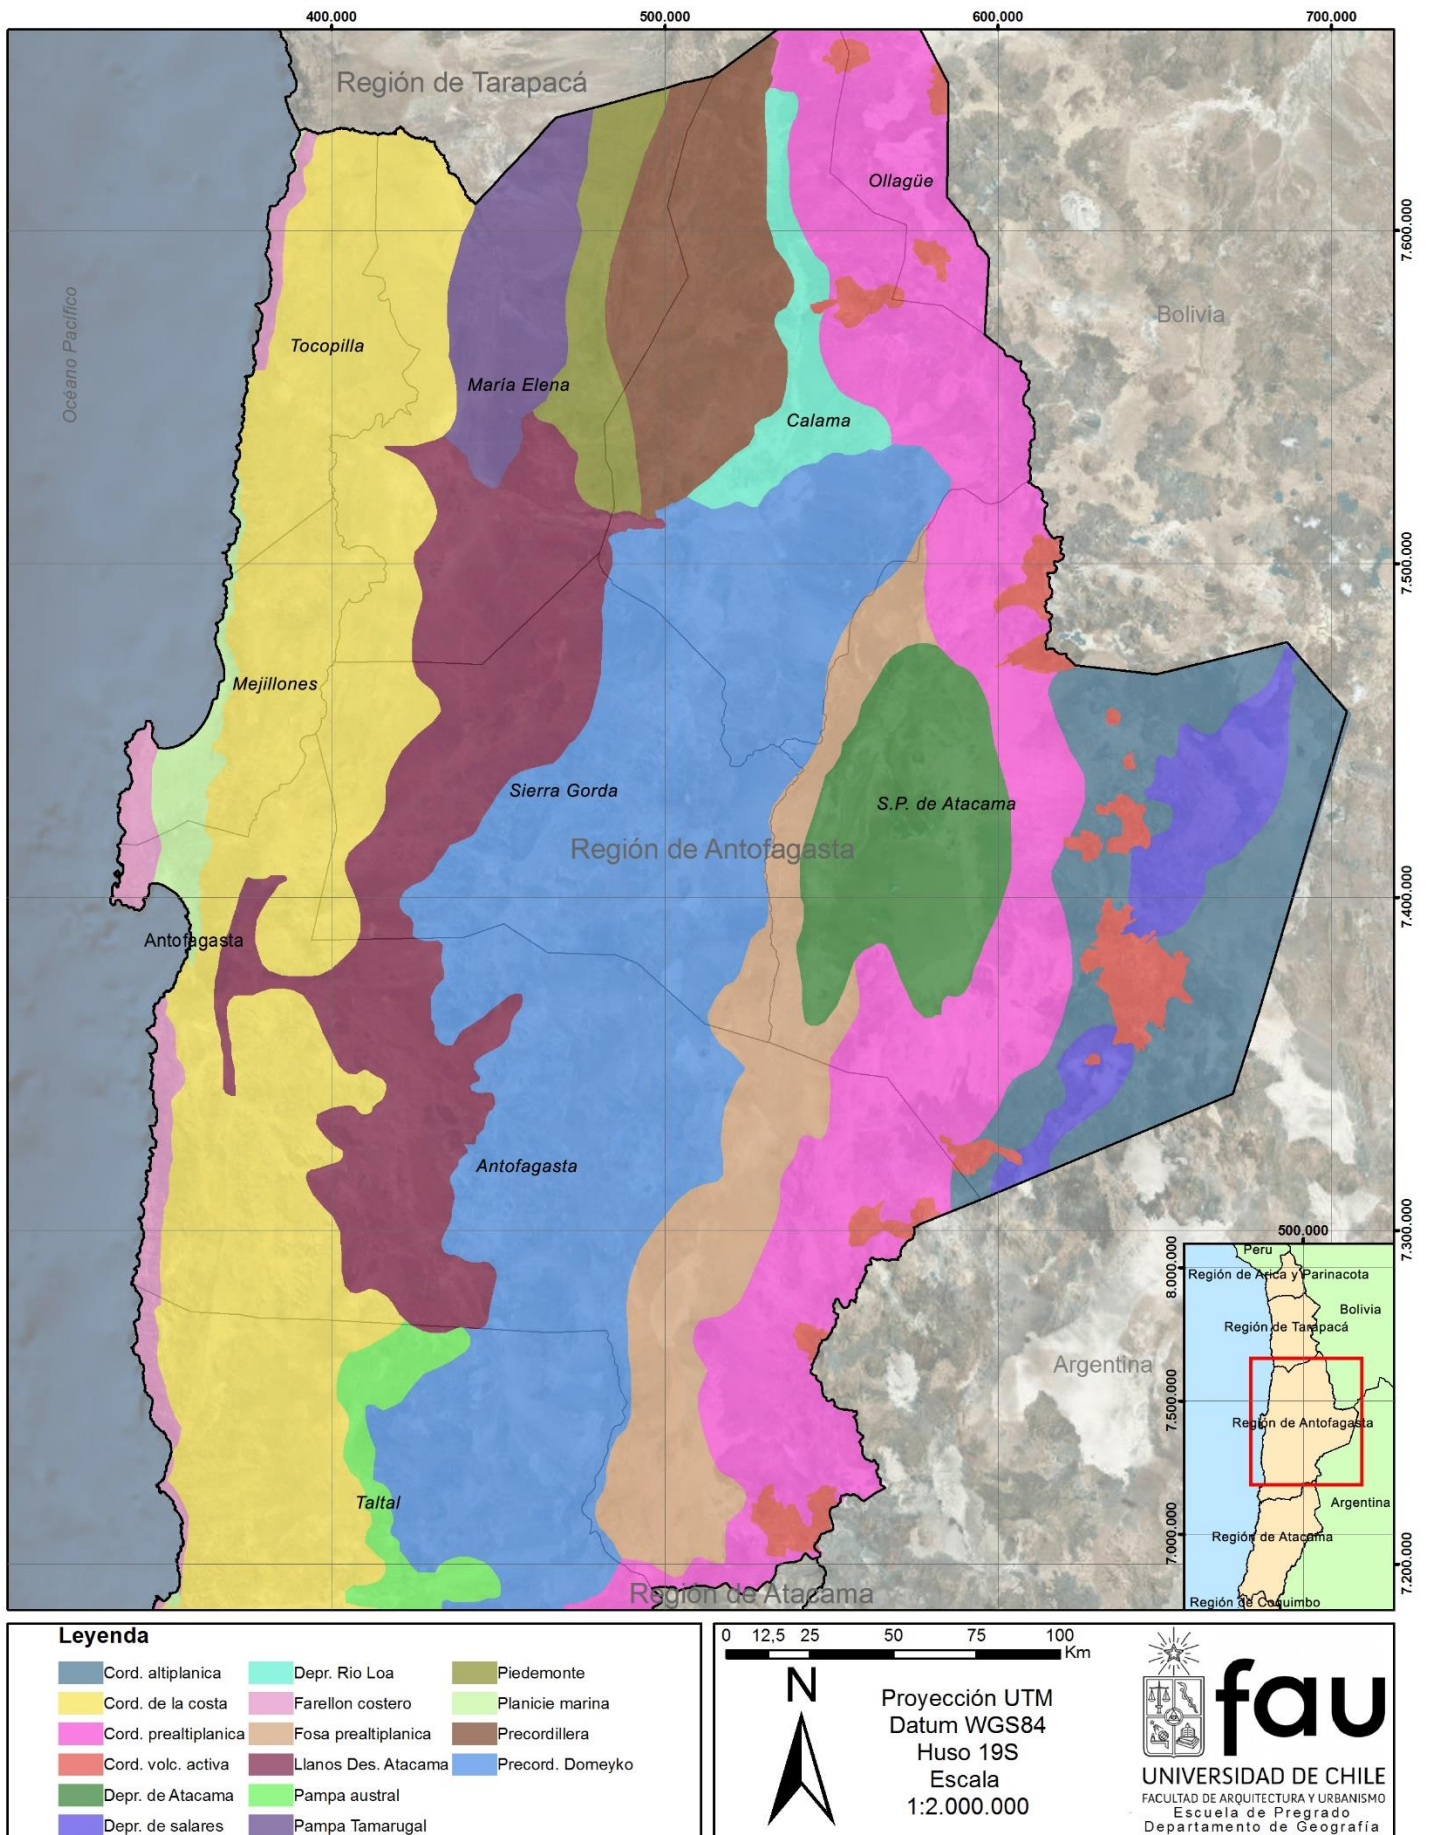 400.000
500.000
600.000
700.000
Región de Tarapacá
Ollagüe
7.600.000
Océano Pacífico
Bolivia
Tocopilla
María Elena
Calama
7.500.000
Mejillones
Sierra Gorda
S.P. de Atacama
Región de Antofagasta
7.400.000
Antofagasta
Antofagasta
7.300.000
Argentina
Taltal
7.200.000
Región de Atacama
500.000
8.000.000
Peru
Región de Arica y Parinacota
Bolivia
Región de Tarapacá
7.500.000
Región de Antofagasta
Argentina
7.000.000
Región de Atacama
Región de Coquimbo
Leyenda
Cord. altiplanica
Cord. de la costa
Cord. prealtiplanica
Cord. volc. activa
Depr. de Atacama
Depr. de salares
Depr. Rio Loa
Farellon costero
Fosa prealtiplanica
Llanos Des. Atacama
Pampa austral
Pampa Tamarugal
Piedemonte
Planicie marina
Precordillera
Precord. Domeyko
0 12,5 25 50 75 100
Km
N
Proyección UTM
Datum WGS84
Huso 19S
Escala
1:2.000.000
fau
UNIVERSIDAD DE CHILE
FACULTAD DE ARQUITECTURA Y URBANISMO
Escuela de Pregrado
Departamento de Geografía